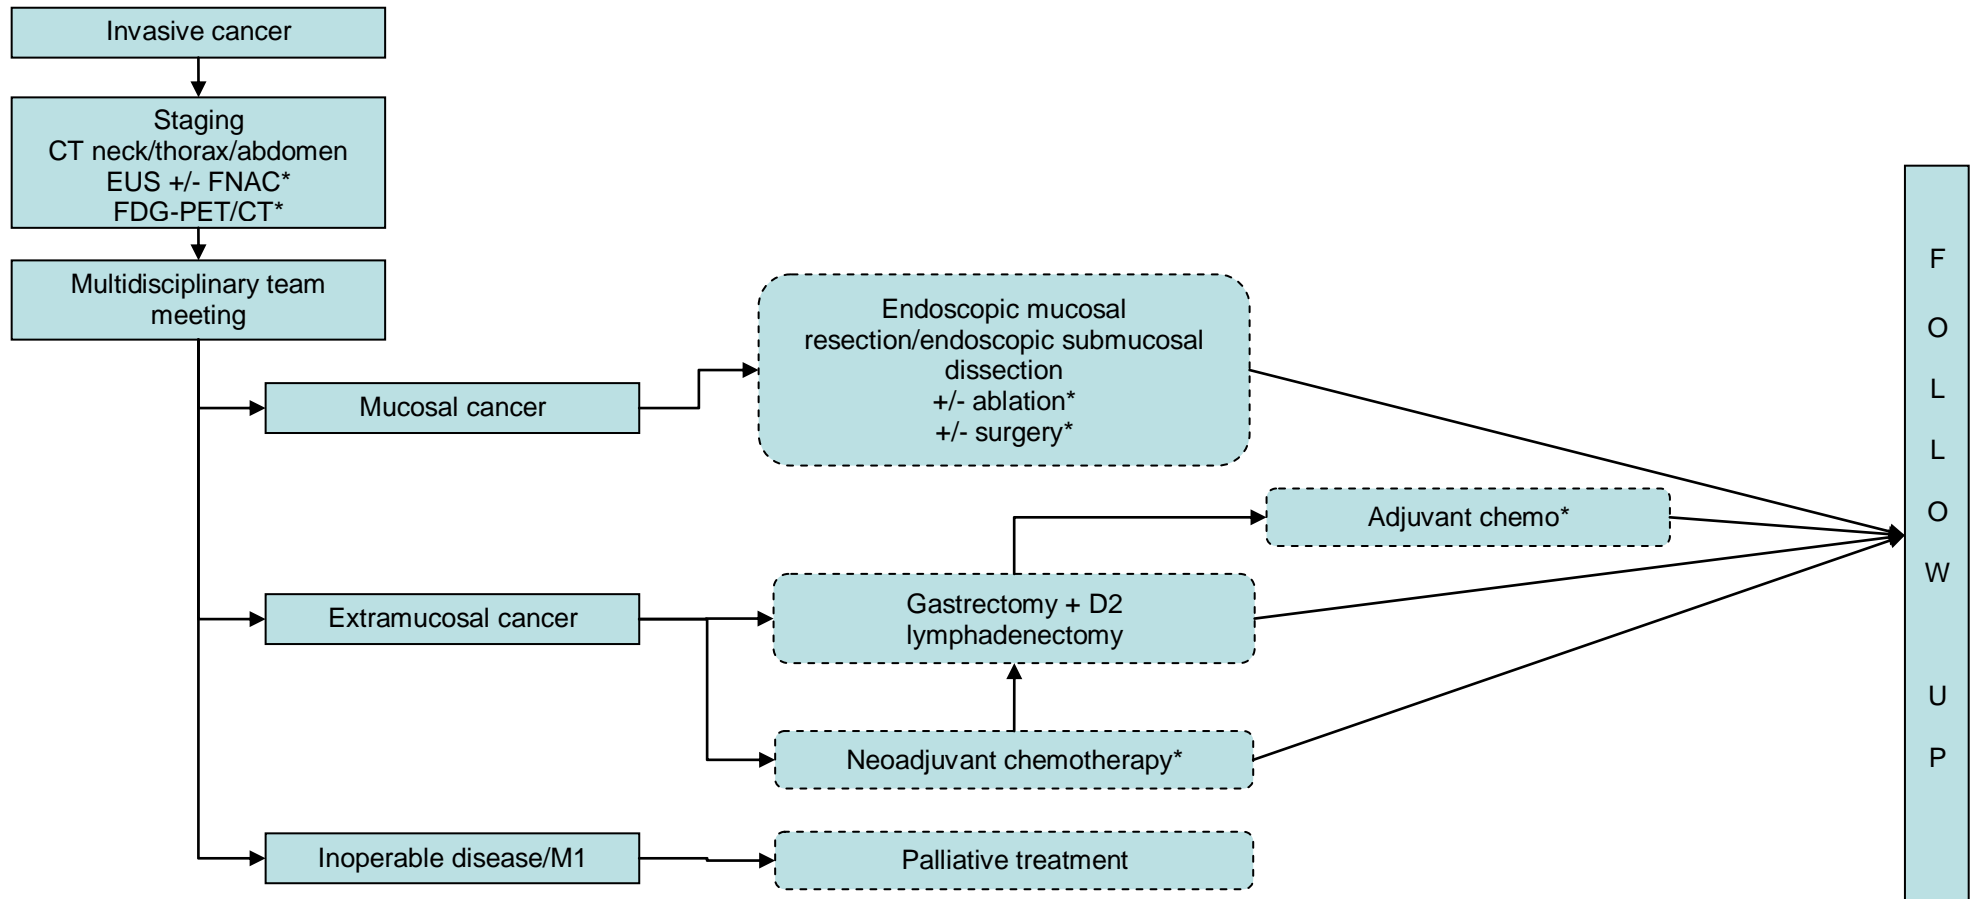 Invasive cancer
Staging
CT neck/thorax/abdomen
EUS +/- FNAC*
FDG-PET/CT*
Multidisciplinary team
meeting
Mucosal cancer
Endoscopic mucosal
resection/endoscopic submucosal
dissection
+/- ablation*
+/- surgery*
Adjuvant chemo*
Extramucosal cancer
Gastrectomy + D2
lymphadenectomy
Neoadjuvant chemotherapy*
Inoperable disease/M1
Palliative treatment
F
O
L
L
O
W
U
P